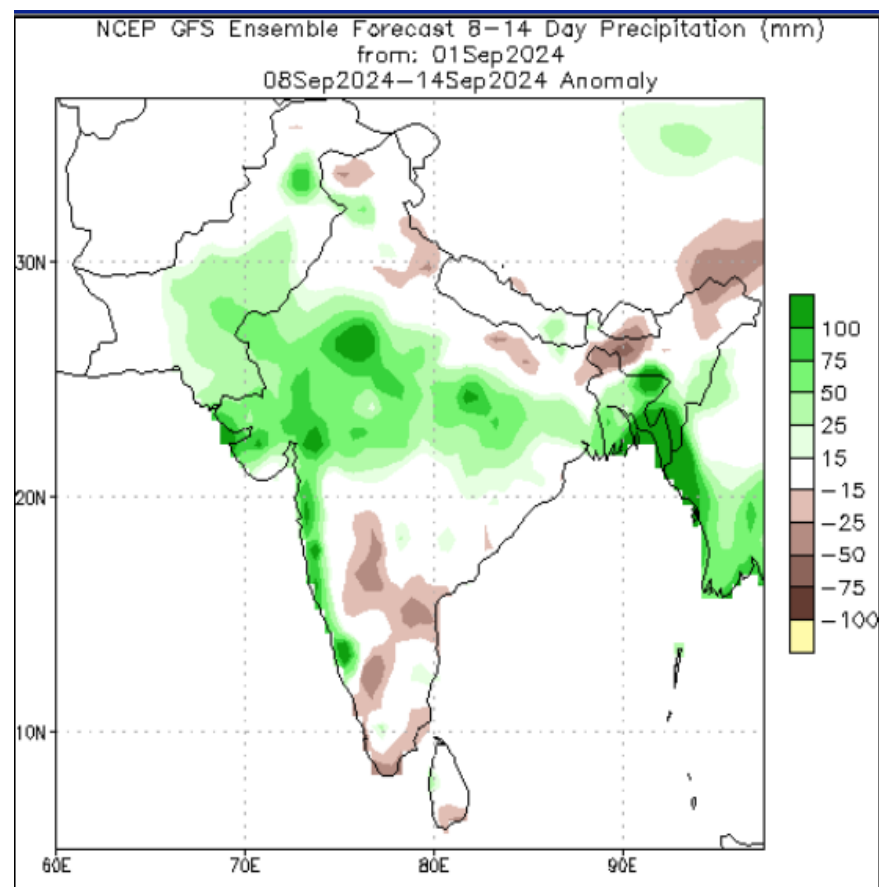 NCEP GFS Ensemble Forecast 8-14 Day Precipitation (mm)
from: 01Sep2024
08Sep2024-14Sep2024 Anomaly
30N
20N
10N
60E
70E
80E
90E
100
75
50
25
15
-15
-25
-50
-75
-100